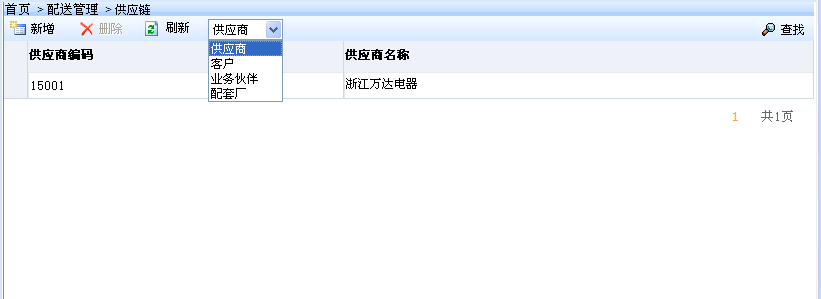 首页 >配送管理 >供应链
新增 删除 刷新 供应商 查找
供应商
客户
业务伙伴
配套厂
供应商编码 供应商名称
15001 浙江万达电器
1 共1页